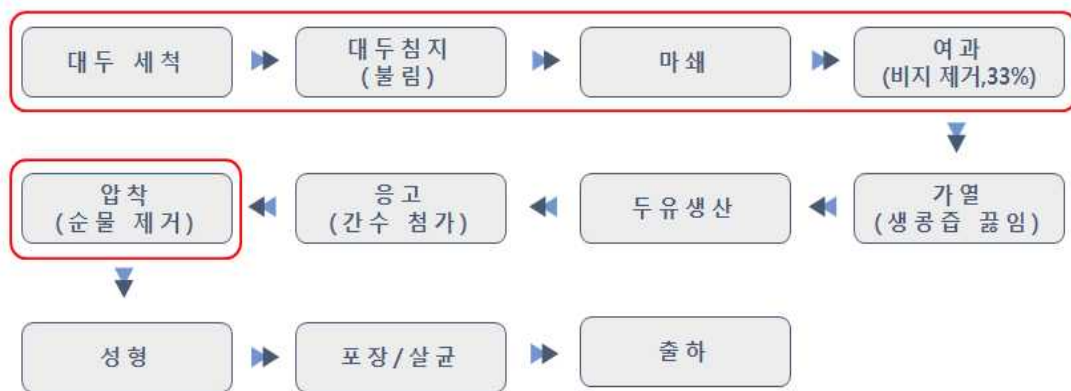 대두 세척
대두침지
(불림)
마쇄
여과
(비지 제거,33%)
압착
(순물 제거)
응고
(간수 첨가)
두유생산
가열
(생콩즙 끓임)
성형
포장/살균
출하